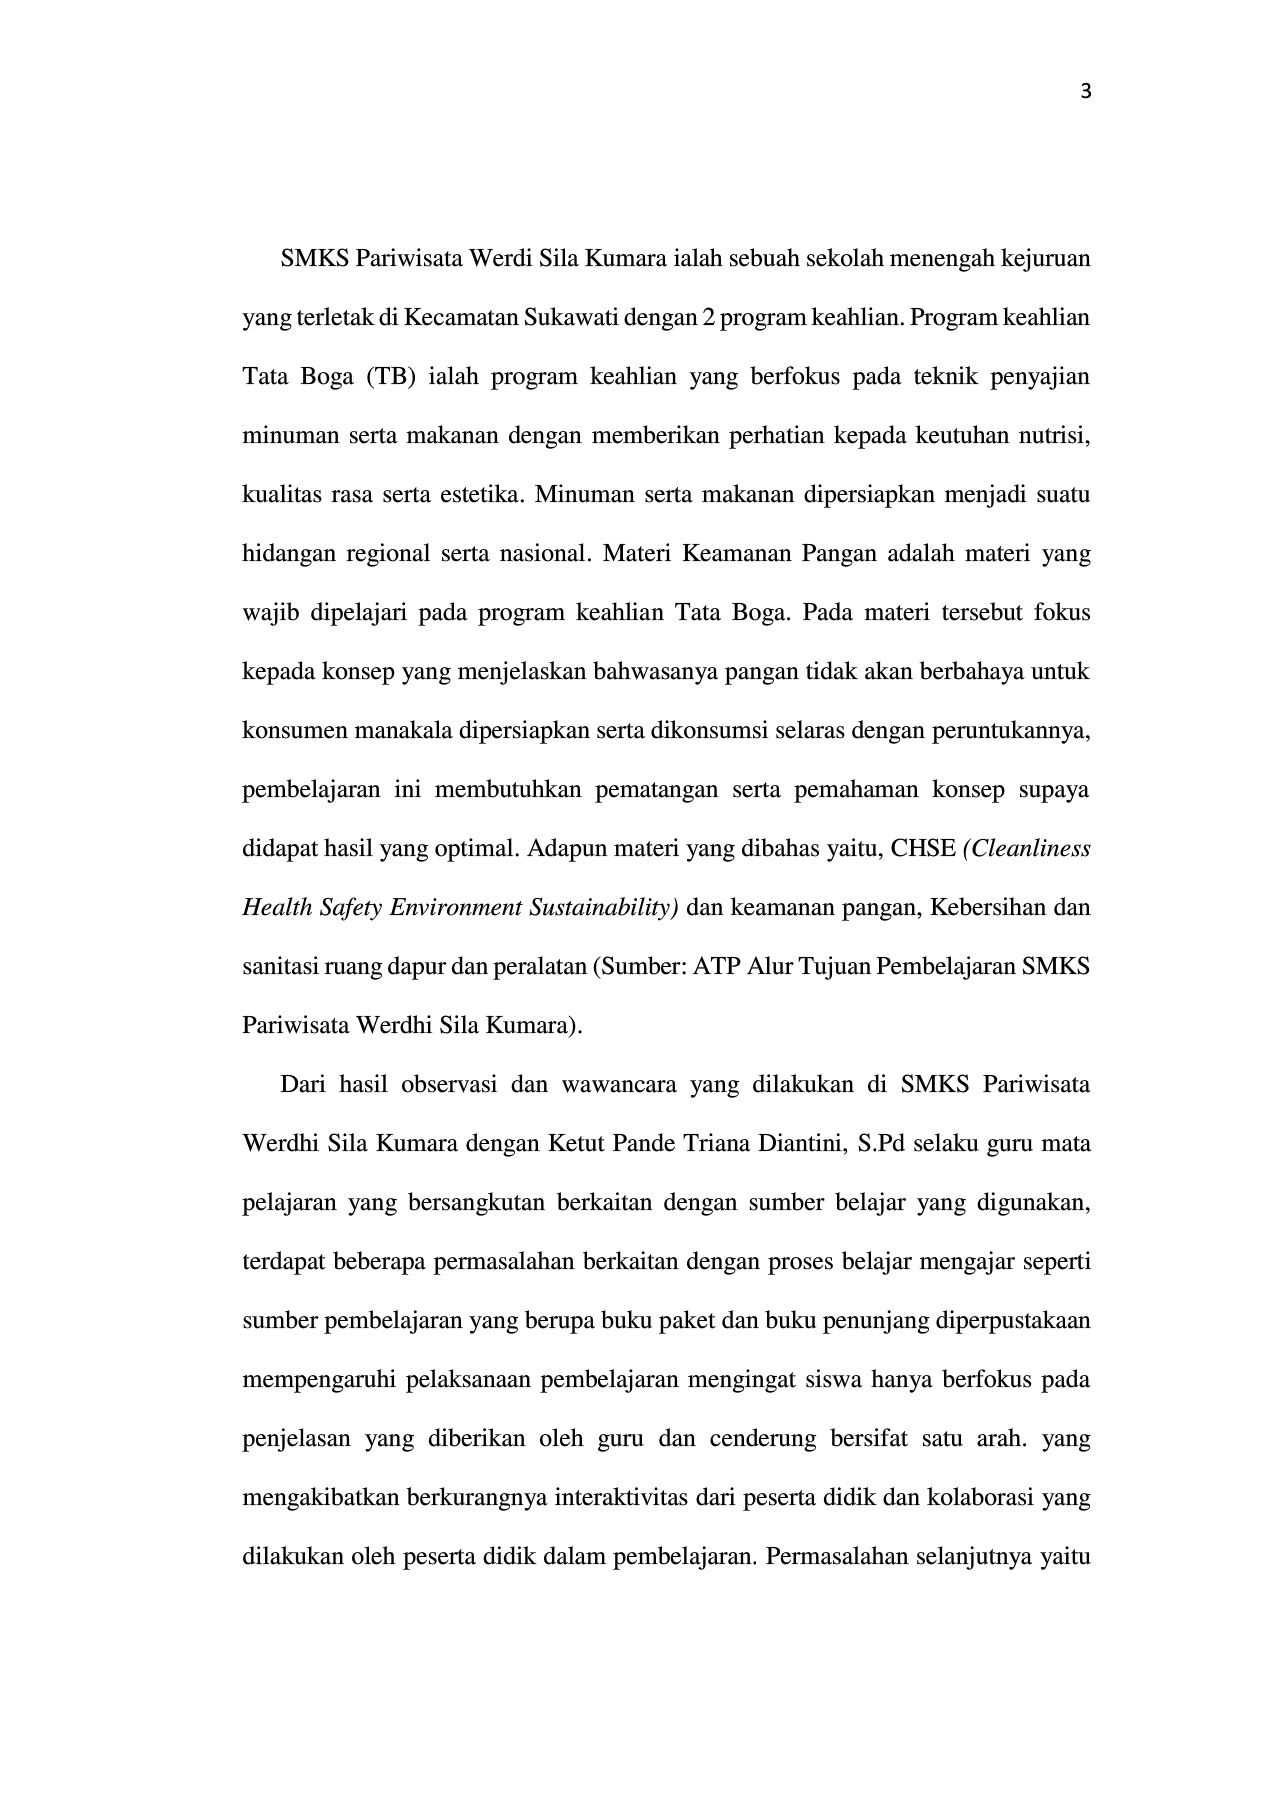 3
SMKS Pariwisata Werdi Sila Kumara ialah sebuah sekolah menengah kejuruan
yang terletak di Kecamatan Sukawati dengan 2 program keahlian. Program keahlian
Tata Boga (TB) ialah program keahlian yang berfokus pada teknik penyajian
minuman serta makanan dengan memberikan perhatian kepada keutuhan nutrisi,
kualitas rasa serta estetika. Minuman serta makanan dipersiapkan menjadi suatu
hidangan regional serta nasional. Materi Keamanan Pangan adalah materi yang
wajib dipelajari pada program keahlian Tata Boga. Pada materi tersebut fokus
kepada konsep yang menjelaskan bahwasanya pangan tidak akan berbahaya untuk
konsumen manakala dipersiapkan serta dikonsumsi selaras dengan peruntukannya,
pembelajaran ini membutuhkan pematangan serta pemahaman konsep supaya
didapat hasil yang optimal. Adapun materi yang dibahas yaitu, CHSE (Cleanliness
Health Safety Environment Sustainability) dan keamanan pangan, Kebersihan dan
sanitasi ruang dapur dan peralatan (Sumber: ATP Alur Tujuan Pembelajaran SMKS
Pariwisata Werdhi Sila Kumara).
Dari hasil observasi dan wawancara yang dilakukan di SMKS Pariwisata
Werdhi Sila Kumara dengan Ketut Pande Triana Diantini, S.Pd selaku guru mata
pelajaran yang bersangkutan berkaitan dengan sumber belajar yang digunakan,
terdapat beberapa permasalahan berkaitan dengan proses belajar mengajar seperti
sumber pembelajaran yang berupa buku paket dan buku penunjang diperpustakaan
mempengaruhi pelaksanaan pembelajaran mengingat siswa hanya berfokus pada
penjelasan yang diberikan oleh guru dan cenderung bersifat satu arah. yang
mengakibatkan berkurangnya interaktivitas dari peserta didik dan kolaborasi yang
dilakukan oleh peserta didik dalam pembelajaran. Permasalahan selanjutnya yaitu